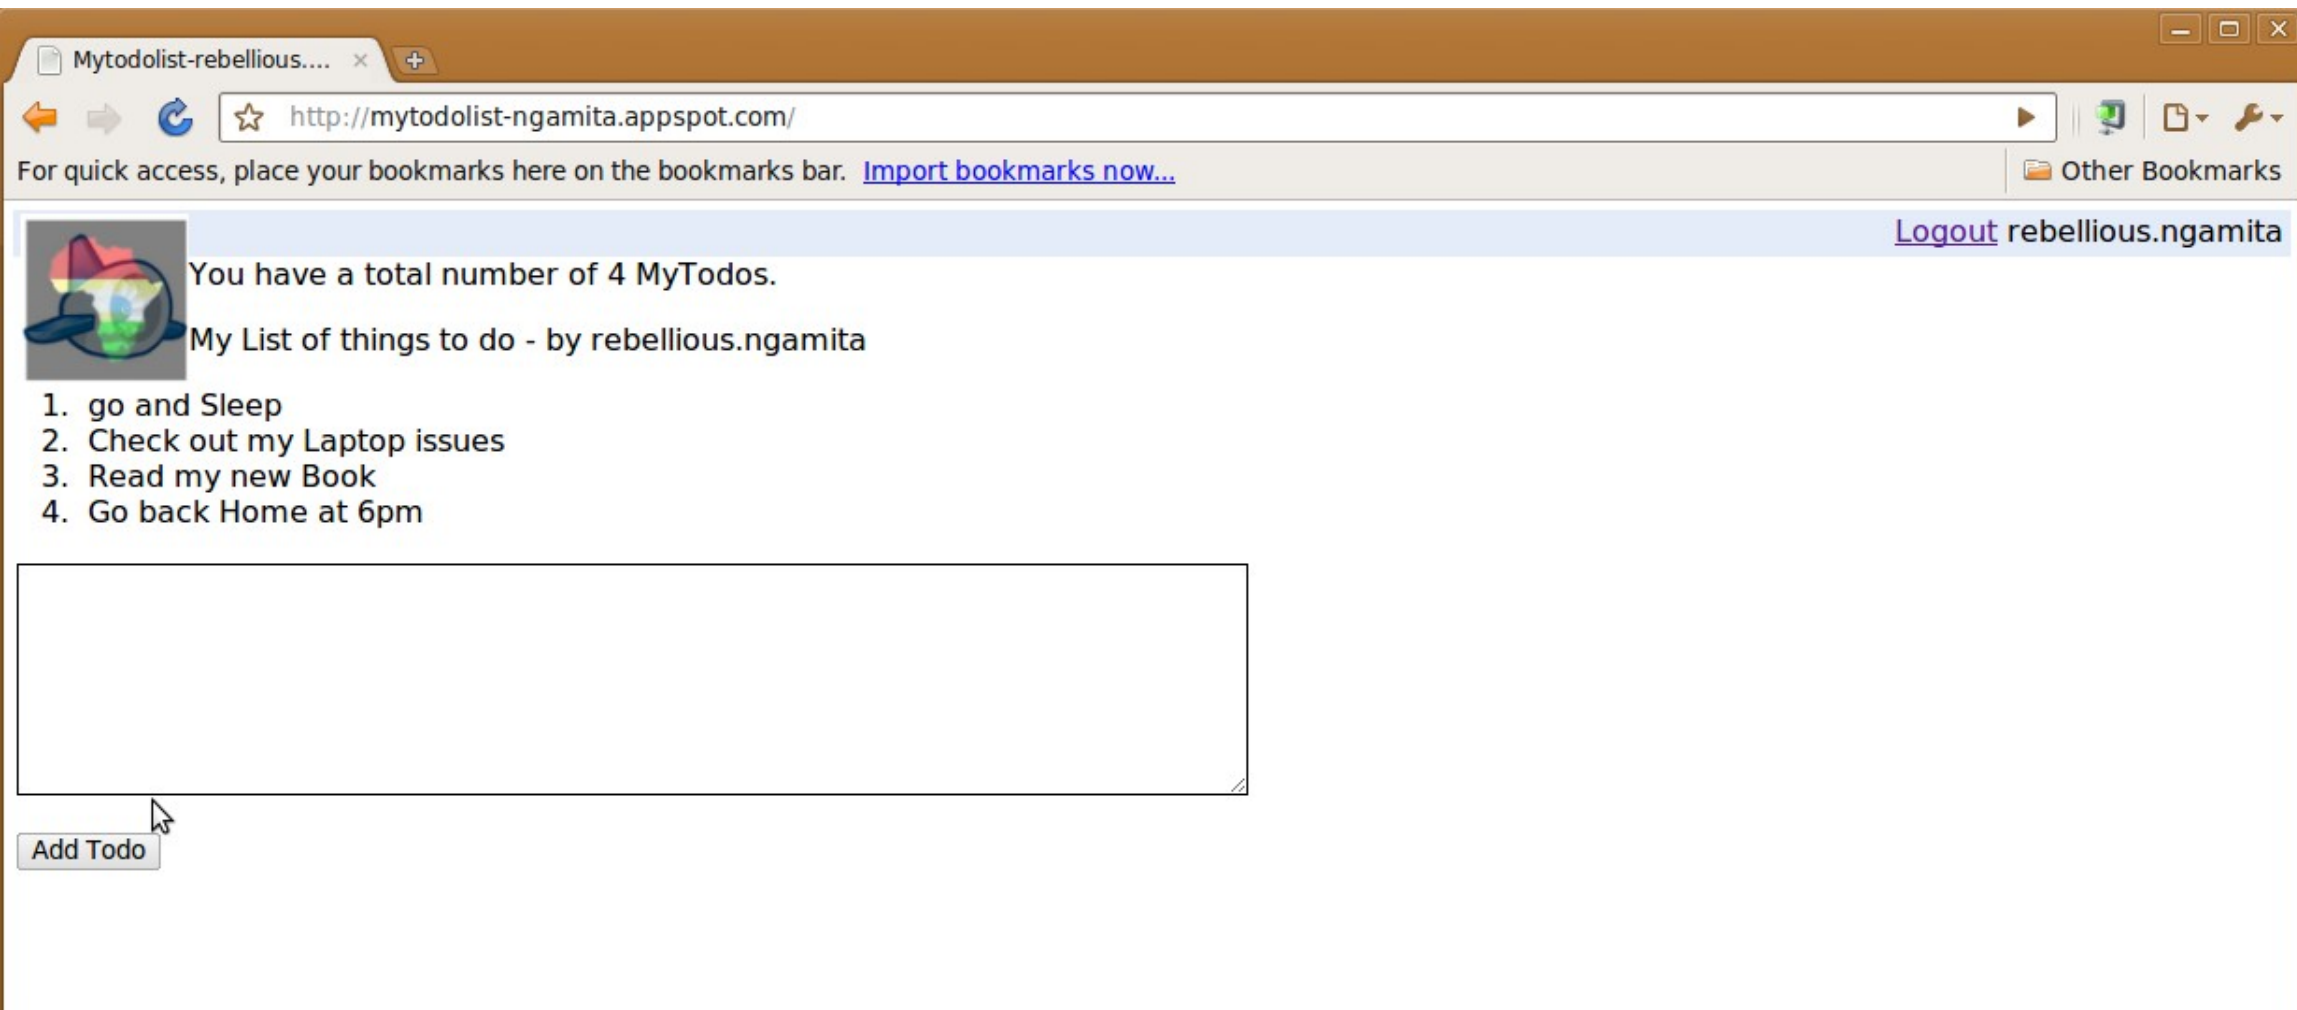 Mytodolist-rebellious....
http://mytodolist-ngamita.appspot.com/
For quick access, place your bookmarks here on the bookmarks bar. Import bookmarks now...
Other Bookmarks
Logout rebellious.ngamita
You have a total number of 4 MyTodos.
My List of things to do - by rebellious.ngamita
1. go and Sleep
2. Check out my Laptop issues
3. Read my new Book
4. Go back Home at 6pm
Add Todo